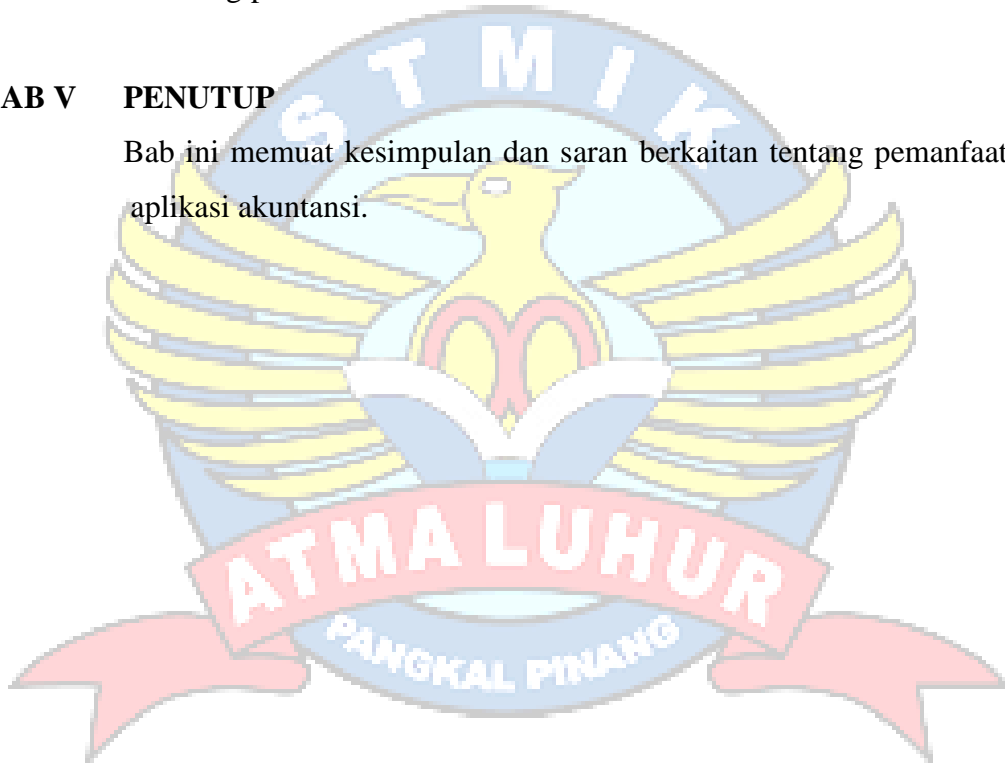 AB V PENUTUP
Bab ini memuat kesimpulan dan saran berkaitan tentang pemanfaat
aplikasi akuntansi.
STMIK
ATMA LUHUR
PANGKAL PINANG